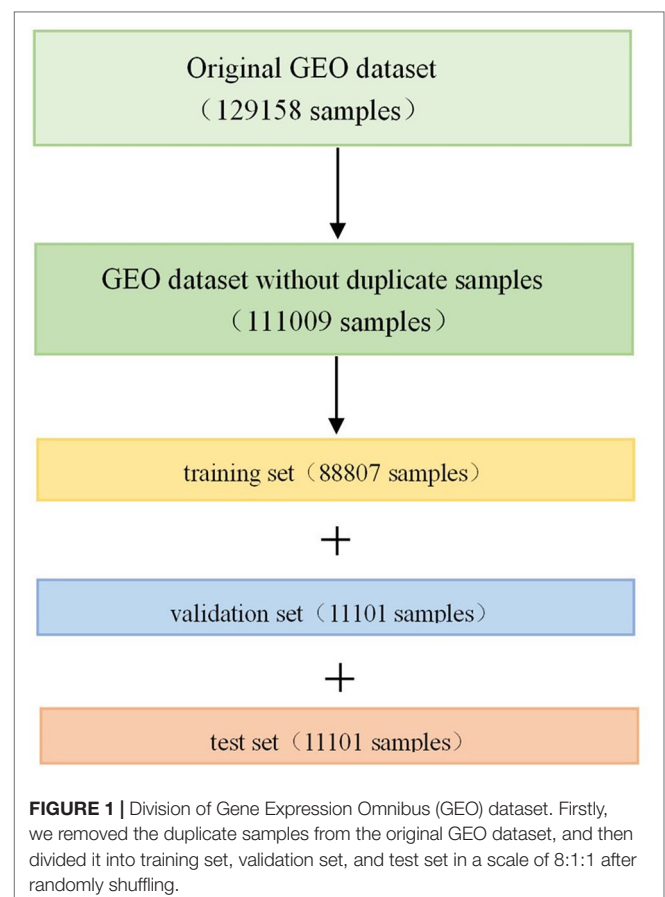 Original GEO dataset
（129158 samples）
GEO dataset without duplicate samples
（111009 samples）
training set（88807 samples）
+
validation set（11101 samples）
+
test set（11101 samples）
FIGURE 1 | Division of Gene Expression Omnibus (GEO) dataset. Firstly,
we removed the duplicate samples from the original GEO dataset, and then
divided it into training set, validation set, and test set in a scale of 8:1:1 after
randomly shuffling.